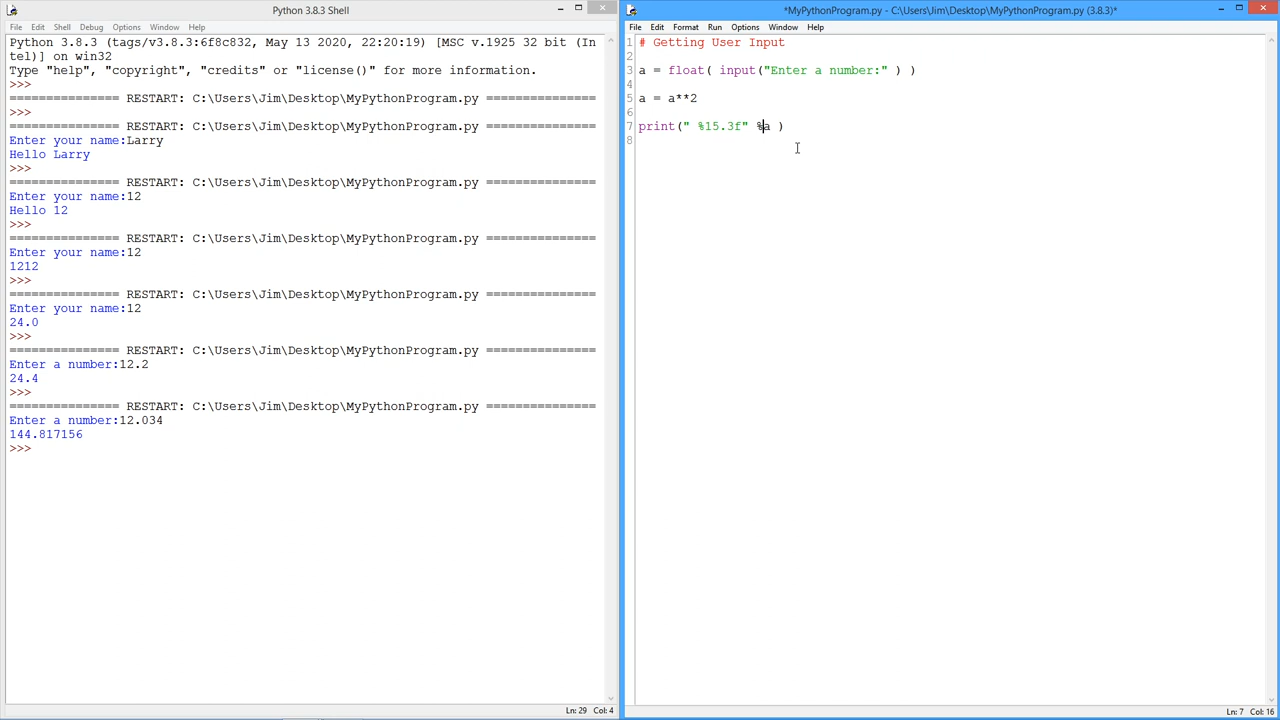 Python 3.8.3 Shell
File Edit Shell Debug Options Window Help
Python 3.8.3 (tags/v3.8.3:6f8c832, May 13 2020, 22:20:19) [MSC v.1925 32 bit (In
tel)] on win32
Type "help", "copyright", "credits" or "license()" for more information.
>>>
=============== RESTART: C:\Users\Jim\Desktop\MyPythonProgram.py ===============
>>>
=============== RESTART: C:\Users\Jim\Desktop\MyPythonProgram.py ===============
Enter your name:Larry
Hello Larry
>>>
=============== RESTART: C:\Users\Jim\Desktop\MyPythonProgram.py ===============
Enter your name:12
Hello 12
>>>
=============== RESTART: C:\Users\Jim\Desktop\MyPythonProgram.py ===============
Enter your name:12
1212
>>>
=============== RESTART: C:\Users\Jim\Desktop\MyPythonProgram.py ===============
Enter your name:12
24.0
>>>
=============== RESTART: C:\Users\Jim\Desktop\MyPythonProgram.py ===============
Enter a number:12.2
24.4
>>>
=============== RESTART: C:\Users\Jim\Desktop\MyPythonProgram.py ===============
Enter a number:12.034
144.817156
>>>
Ln: 29 Col: 4
*MyPythonProgram.py - C:\Users\Jim\Desktop\MyPythonProgram.py (3.8.3)*
File Edit Format Run Options Window Help
1 # Getting User Input
2
3 a = float( input("Enter a number:" ) )
4
5 a = a**2
6
7 print(" %15.3f" %a )
8
Ln: 7 Col: 16